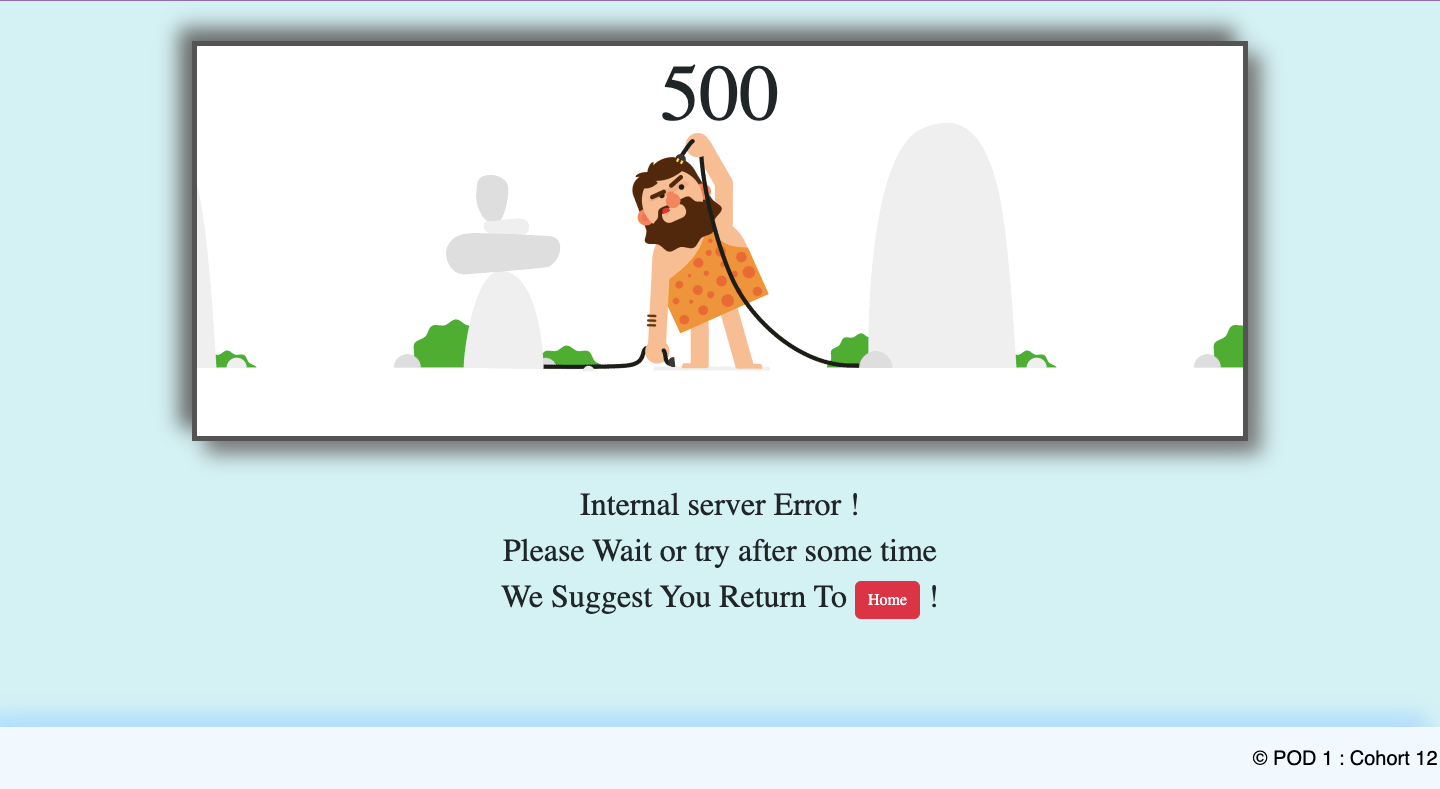 500
Internal server Error !
Please Wait or try after some time
We Suggest You Return To Home !
© POD 1 : Cohort 12